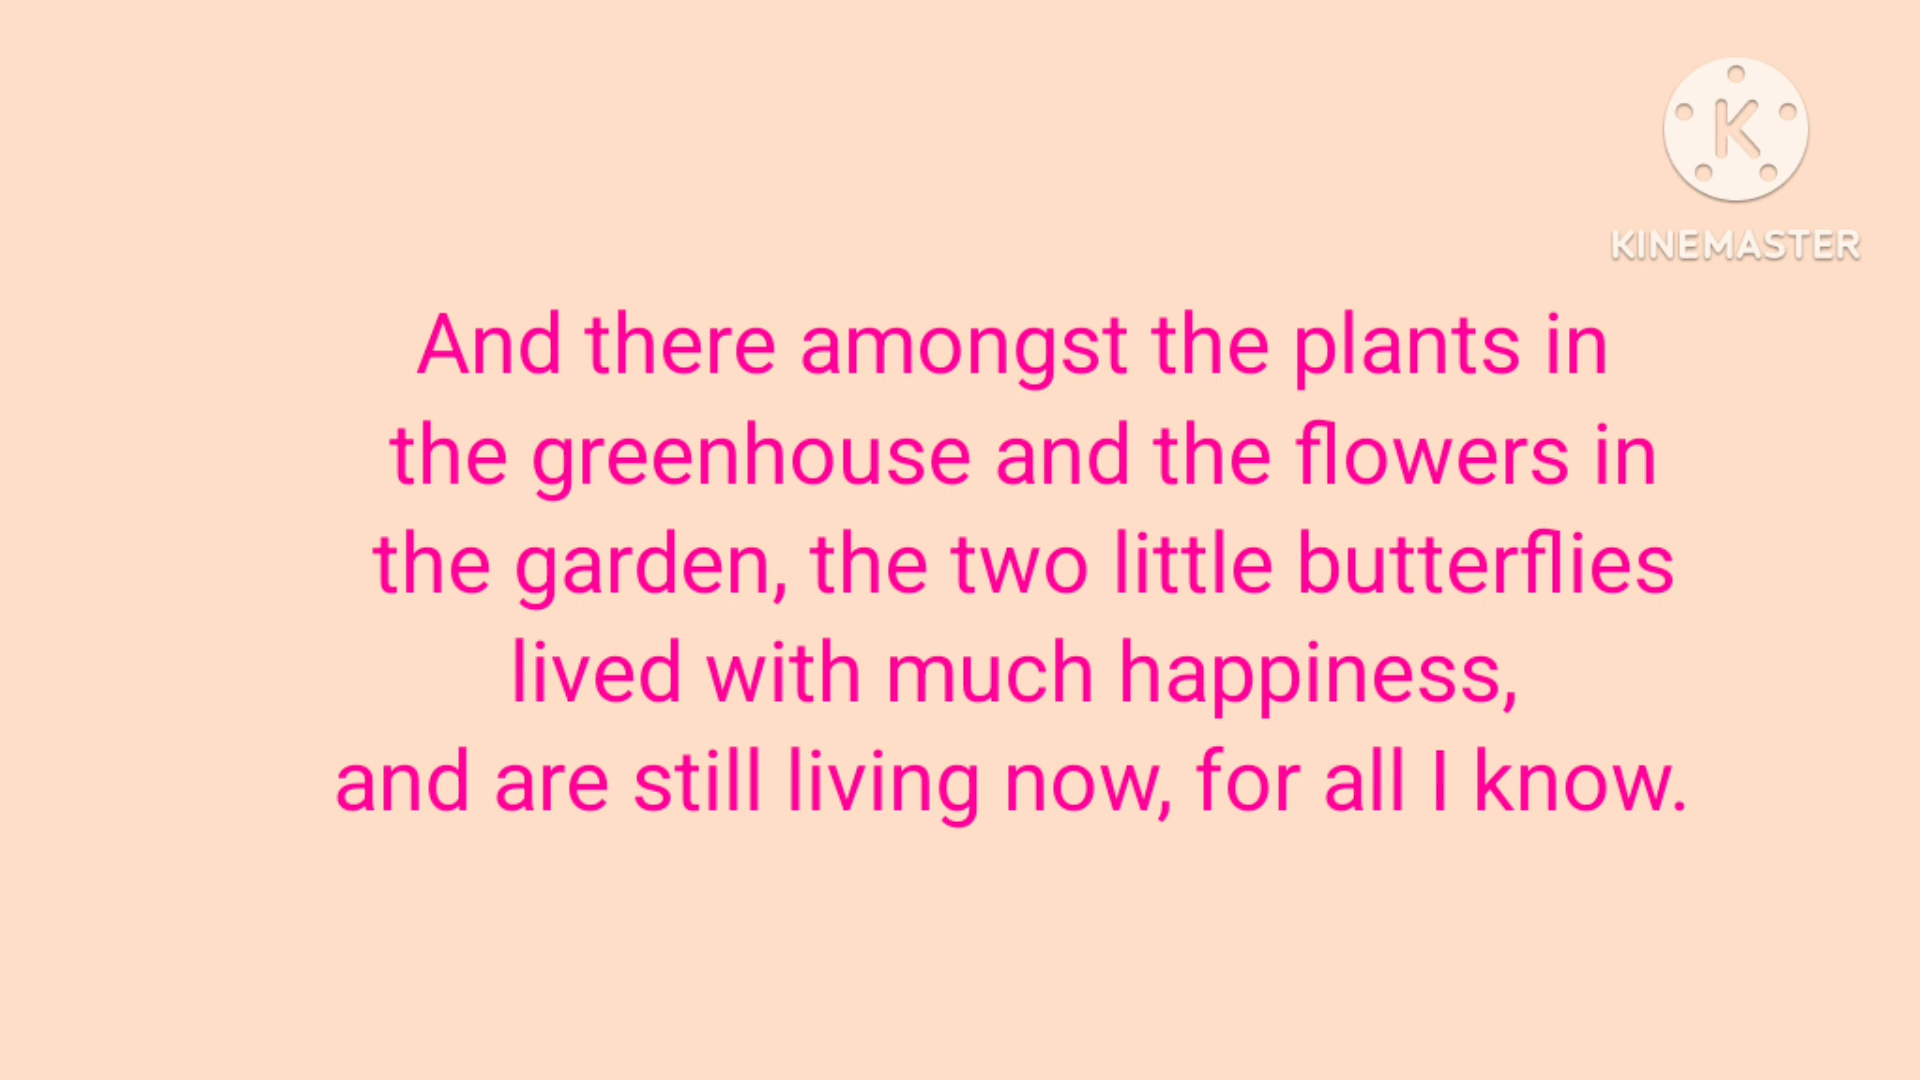 K
KINEMASTER
And there amongst the plants in
the greenhouse and the flowers in
the garden, the two little butterflies
lived with much happiness,
and are still living now, for all I know.